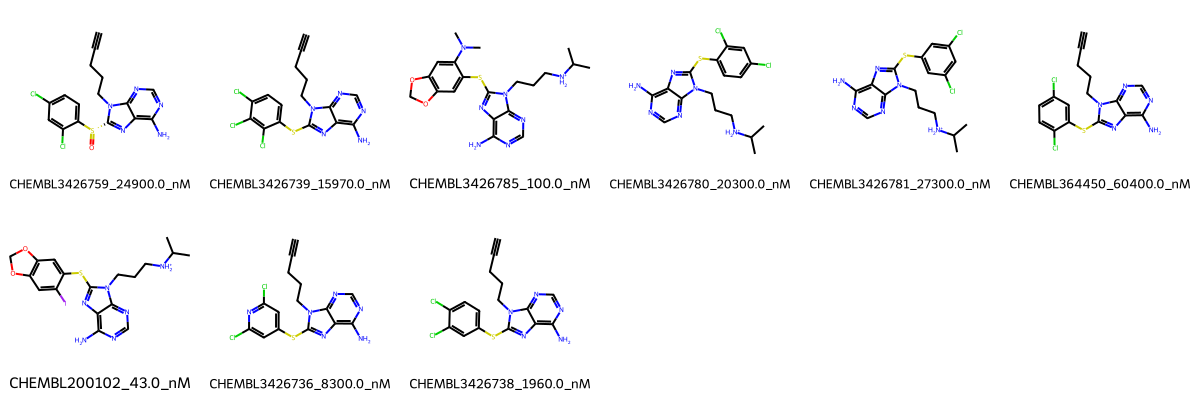 CHEMBL3426759_24900.0_nM
CHEMBL3426739_15970.0_nM
CHEMBL3426785_100.0_nM
CHEMBL3426780_20300.0_nM
CHEMBL3426781_27300.0_nM
CHEMBL364450_60400.0_nM
CHEMBL200102_43.0_nM
CHEMBL3426736_8300.0_nM
CHEMBL3426738_1960.0_nM